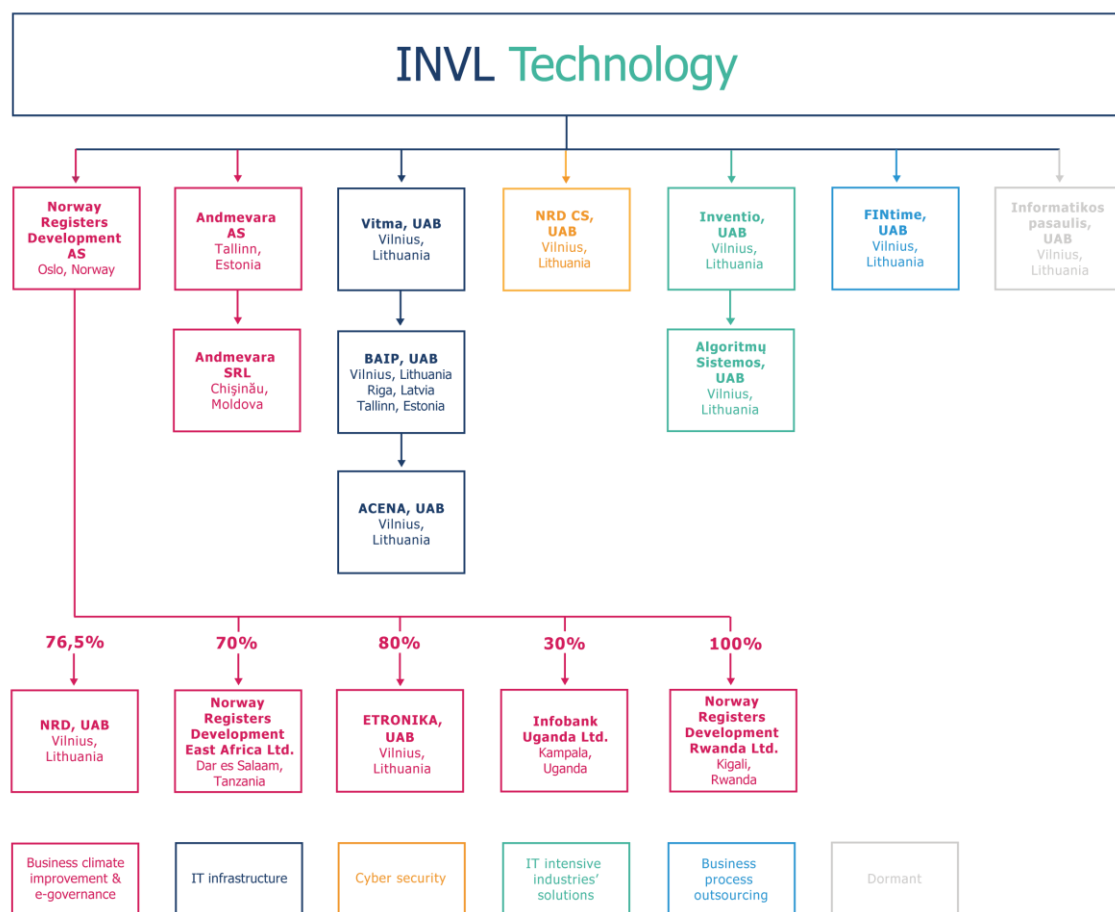 INVL Technology
Norway
Registers
Development
AS
Oslo, Norway
Andmevara
AS
Tallinn,
Estonia
Vitma, UAB
Vilnius,
Lithuania
NRD CS,
UAB
Vilnius,
Lithuania
Inventio,
UAB
Vilnius,
Lithuania
FINtime,
UAB
Vilnius,
Lithuania
Informatikos
pasaulis,
UAB
Vilnius,
Lithuania
Andmevara
SRL
Chişinău,
Moldova
BAIP, UAB
Vilnius, Lithuania
Riga, Latvia
Tallinn, Estonia
Algoritmų
Sistemos,
UAB
Vilnius,
Lithuania
ACENA, UAB
Vilnius,
Lithuania
76,5%
70%
80%
30%
100%
NRD, UAB
Vilnius,
Lithuania
Norway
Registers
Development
East Africa Ltd.
Dar es Salaam,
Tanzania
ETRONIKA,
UAB
Vilnius,
Lithuania
Infobank
Uganda Ltd.
Kampala,
Uganda
Norway
Registers
Development
Rwanda Ltd.
Kigali,
Rwanda
Business climate
improvement &
e-governance
IT infrastructure
Cyber security
IT intensive
industries’
solutions
Business
process
outsourcing
Dormant